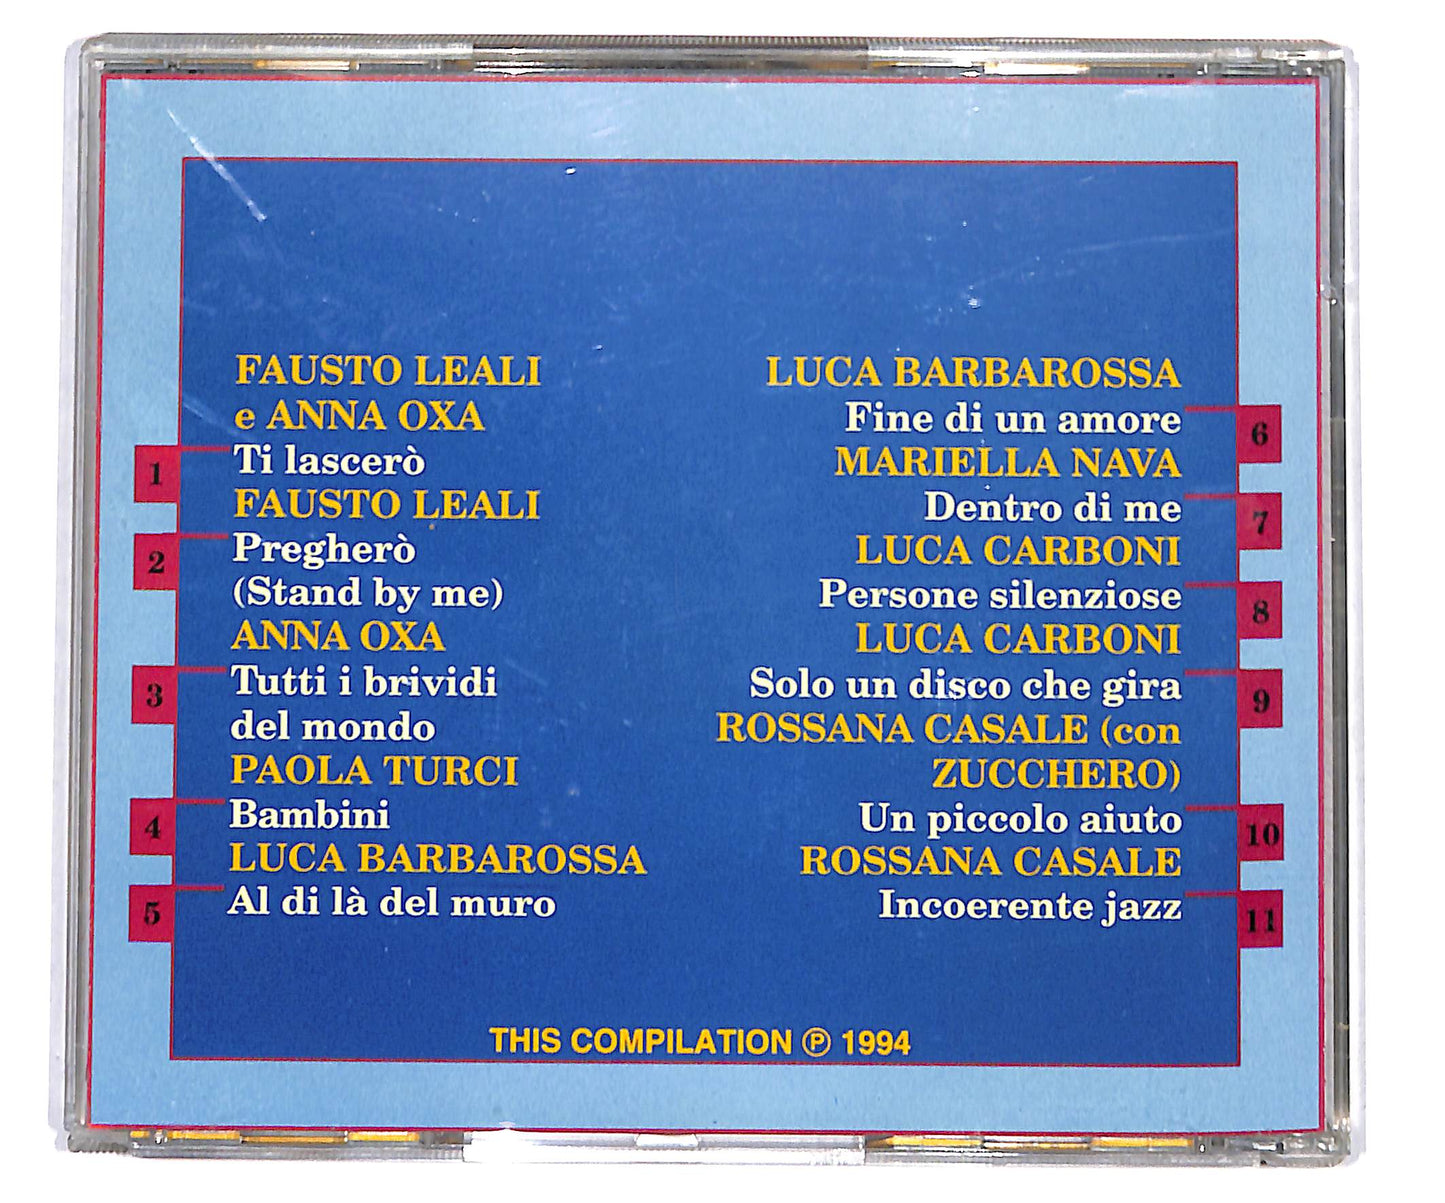 FAUSTO LEALI
e ANNA OXA
1 Ti lascerò
FAUSTO LEALI
2 Pregherò
(Stand by me)
ANNA OXA
3 Tutti i brividi
del mondo
PAOLA TURCI
4 Bambini
LUCA BARBAROSSA
5 Al di là del muro
LUCA BARBAROSSA
Fine di un amore 6
MARIELLA NAVA
Dentro di me 7
LUCA CARBONI
Persone silenziose 8
LUCA CARBONI
Solo un disco che gira 9
ROSSANA CASALE (con
ZUCCHERO)
Un piccolo aiuto 10
ROSSANA CASALE
Incoerente jazz 11
THIS COMPILATION ℗ 1994